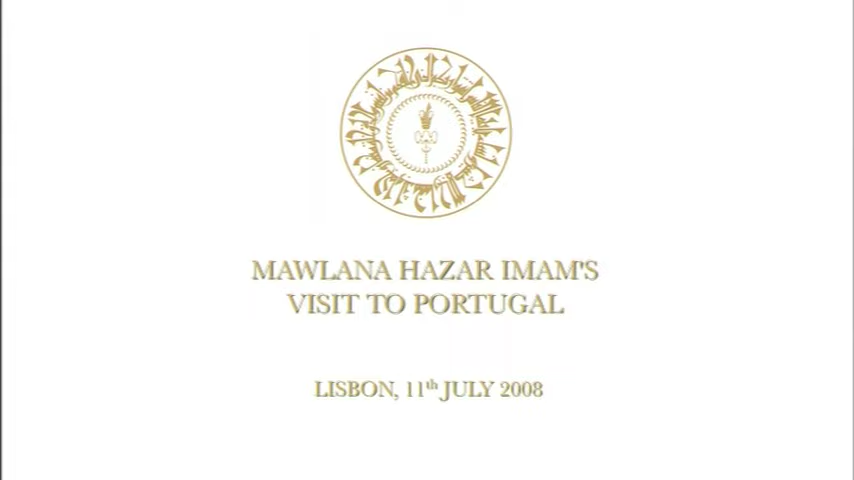 MAWLANA HAZAR IMAM'S
VISIT TO PORTUGAL
LISBON, 11th JULY 2008